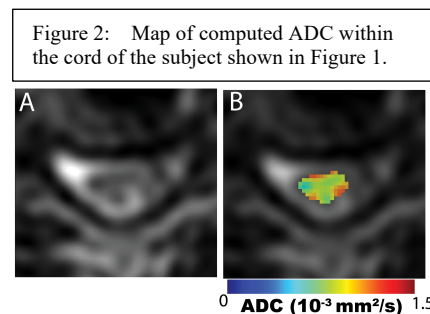 Figure 2: Map of computed ADC within
the cord of the subject shown in Figure 1.
A
B
0 ADC (10⁻³ mm²/s) 1.5